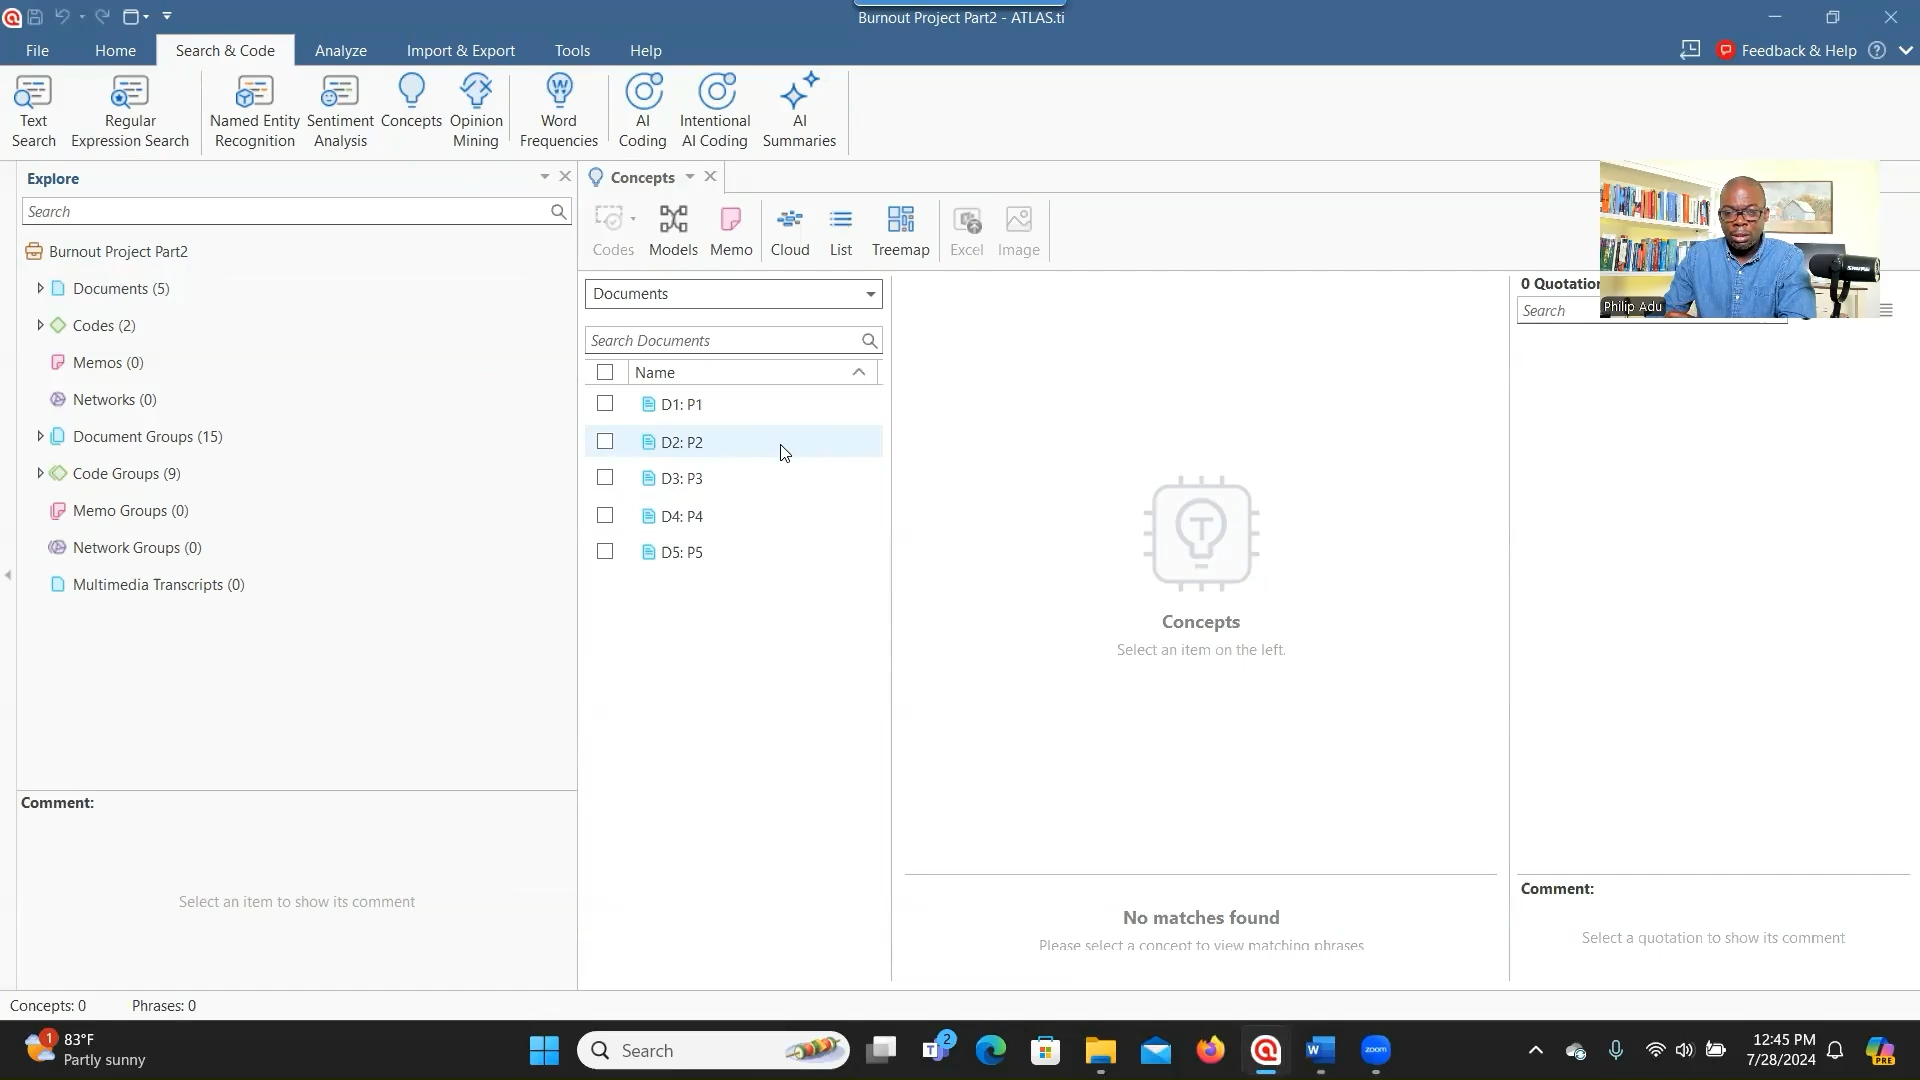 Burnout Project Part2 - ATLAS.ti
File Home Search & Code Analyze Import & Export Tools Help Feedback & Help
Text Search
Regular Expression Search
Named Entity Recognition
Sentiment Analysis
Concepts
Opinion Mining
Word Frequencies
AI Coding
Intentional AI Coding
AI Summaries
Explore
Search
Burnout Project Part2
Documents (5)
Codes (2)
Memos (0)
Networks (0)
Document Groups (15)
Code Groups (9)
Memo Groups (0)
Network Groups (0)
Multimedia Transcripts (0)
Comment:
Select an item to show its comment
Concepts
Codes Models Memo Cloud List Treemap Excel Image
Documents
Search Documents
Name
D1: P1
D2: P2
D3: P3
D4: P4
D5: P5
Concepts
Select an item on the left.
No matches found
Please select a concept to view matching phrases
0 Quotation
Search
Philip Adu
SHURE
Comment:
Select a quotation to show its comment
Concepts: 0 Phrases: 0
1
83°F
Partly sunny
Search
2
zoom
12:45 PM
7/28/2024
PRE